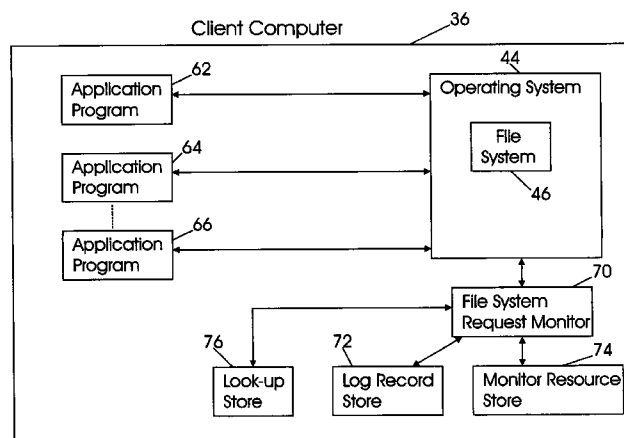 Client Computer
36
62
Application
Program
44
Operating System
File
System
46
64
Application
Program
66
Application
Program
70
File System
Request Monitor
76
Look-up
Store
72
Log Record
Store
74
Monitor Resource
Store